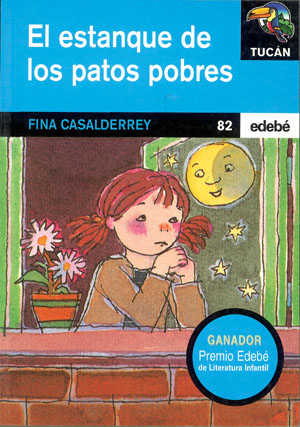 El estanque de
los patos pobres
TUCÁN
FINA CASALDERREY
82
edebé
GANADOR
Premio Edebé
de Literatura Infantil